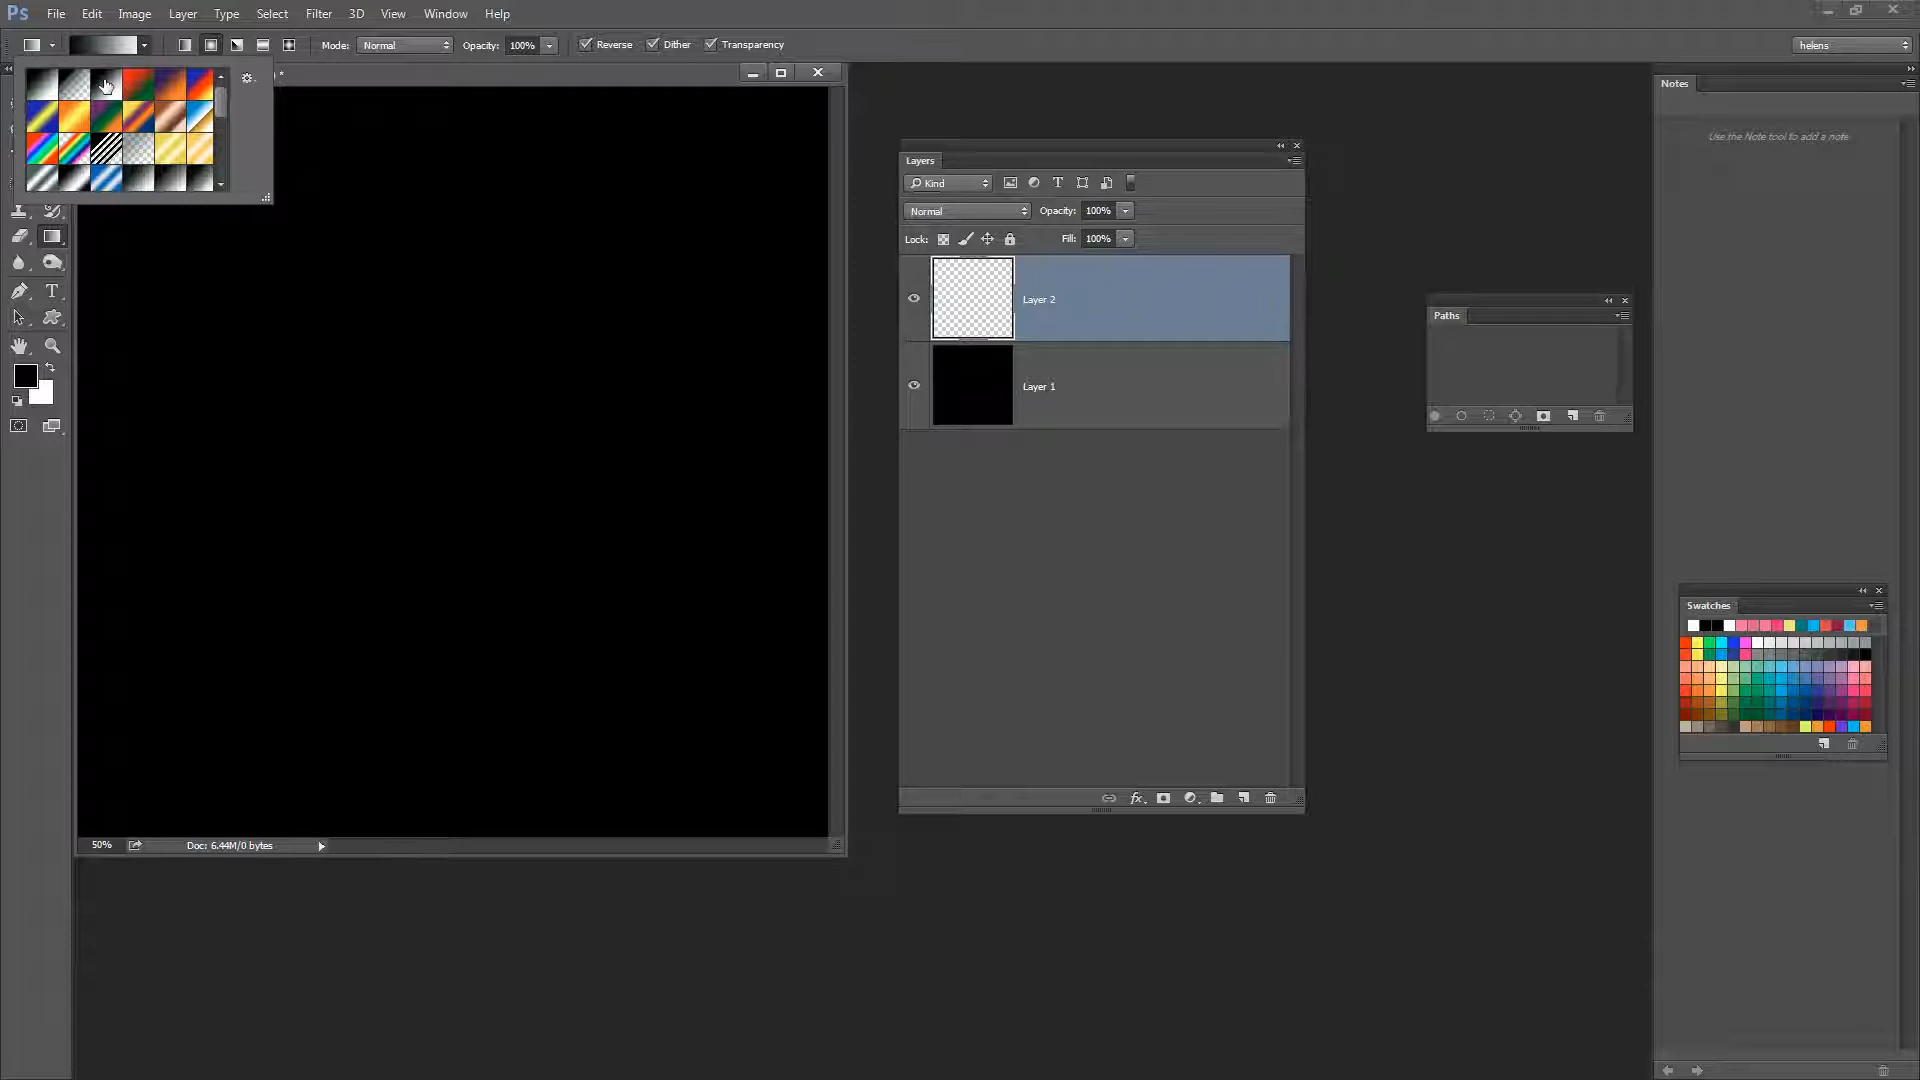 Ps File Edit Image Layer Type Select Filter 3D View Window Help
Mode: Normal Opacity: 100% Reverse Dither Transparency helens
*
Notes
Use the Note tool to add a note
Layers
Kind
Normal Opacity: 100%
Lock: Fill: 100%
Layer 2
Layer 1
Paths
Swatches
50% Doc: 6.44M/0 bytes